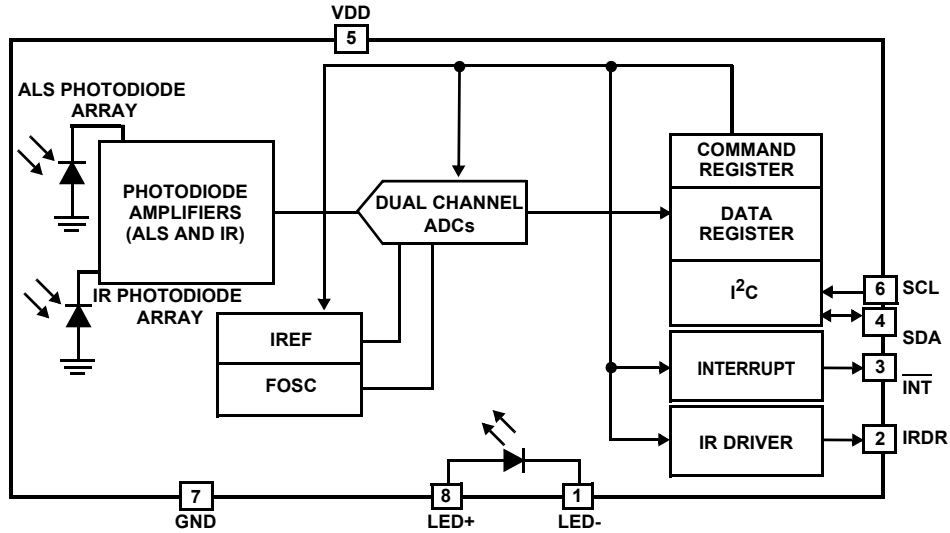 VDD
5
ALS PHOTODIODE
ARRAY
PHOTODIODE
AMPLIFIERS
(ALS AND IR)
DUAL CHANNEL
ADCs
COMMAND
REGISTER
DATA
REGISTER
I²C
6 SCL
4
SDA
IR PHOTODIODE
ARRAY
IREF
FOSC
INTERRUPT
3
INT
IR DRIVER
2 IRDR
7
GND
8
LED+
1
LED-